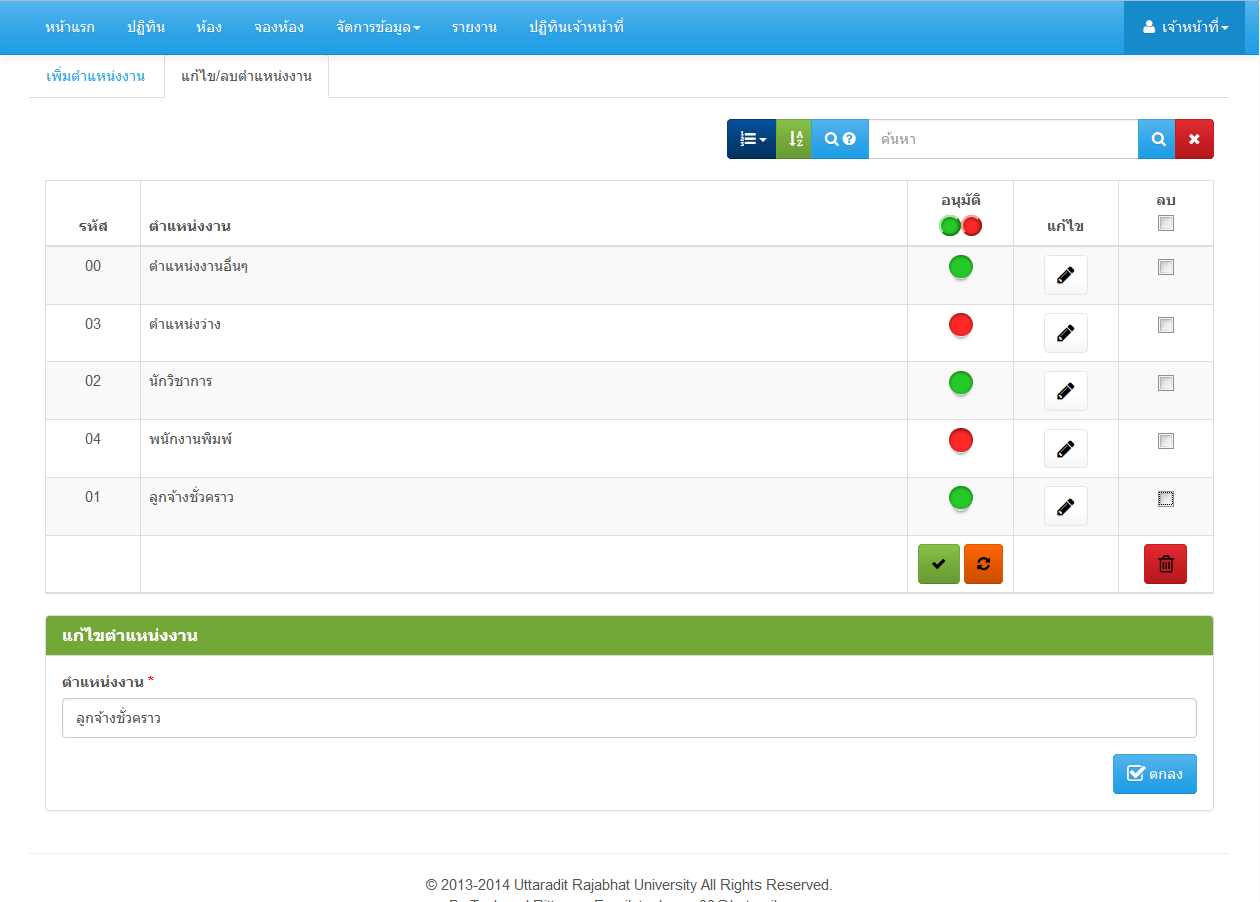 หน้าแรก ปฏิทิน ห้อง จองห้อง จัดการข้อมูล รายงาน ปฏิทินเจ้าหน้าที่ เจ้าหน้าที่
เพิ่มตำแหน่งงาน แก้ไข/ลบตำแหน่งงาน
ค้นหา
รหัส ตำแหน่งงาน อนุมัติ แก้ไข ลบ
00 ตำแหน่งงานอื่นๆ
03 ตำแหน่งว่าง
02 นักวิชาการ
04 พนักงานพิมพ์
01 ลูกจ้างชั่วคราว
แก้ไขตำแหน่งงาน
ตำแหน่งงาน *
ลูกจ้างชั่วคราว
ตกลง
© 2013-2014 Uttaradit Rajabhat University All Rights Reserved.